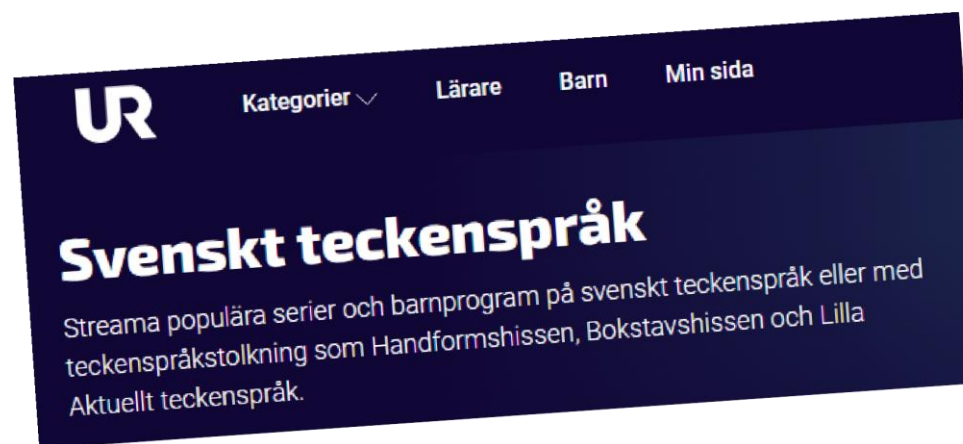 UR Kategorier Lärare Barn Min sida
Svenskt teckenspråk
Streama populära serier och barnprogram på svenskt teckenspråk eller med
teckenspråkstolkning som Handformshissen, Bokstavshissen och Lilla
Aktuellt teckenspråk.